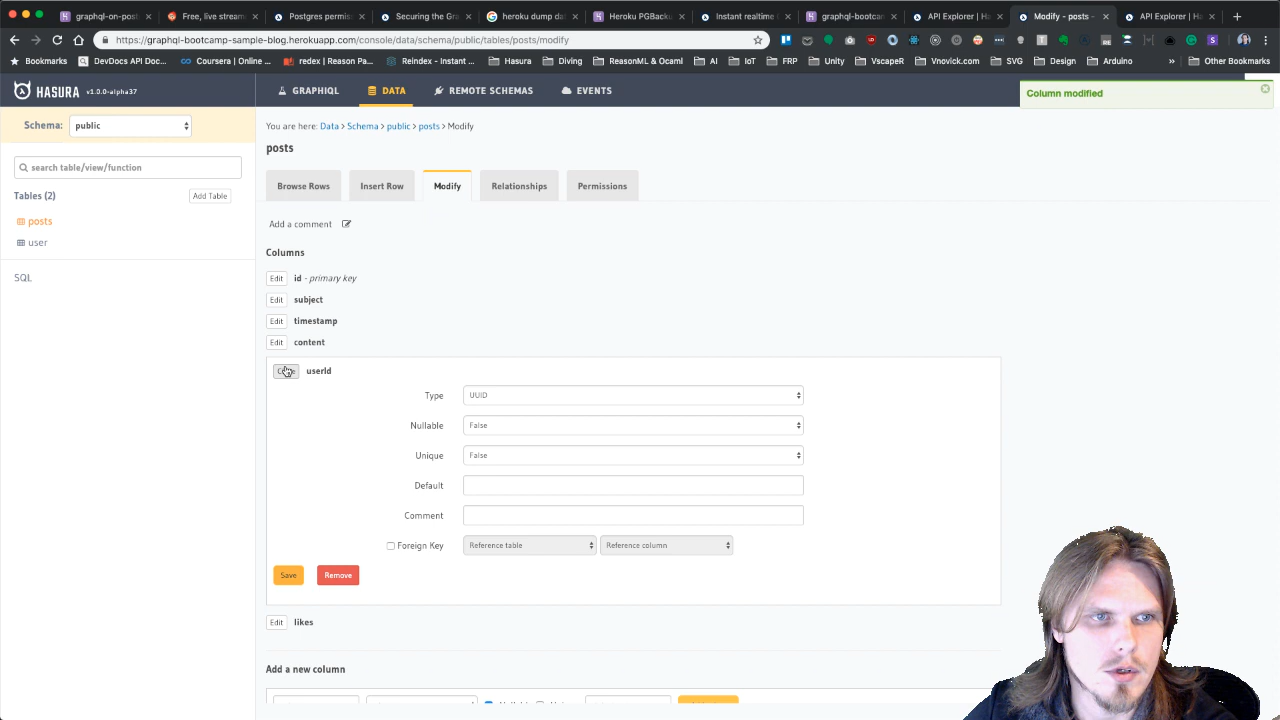 graphql-on-post
Free, live stream
Postgres permis
Securing the Gr
heroku dump da
Heroku PGBacku
Instant realtime
graphql-bootcam
API Explorer | Ha
Modify - posts -
API Explorer | Ha
https://graphql-bootcamp-sample-blog.herokuapp.com/console/data/schema/public/tables/posts/modify
Bookmarks
DevDocs API Doc...
Coursera | Online ...
redex | Reason Pa...
Reindex - Instant ...
Hasura
Diving
ReasonML & Ocaml
AI
IoT
FRP
Unity
VscapeR
Vnovick.com
SVG
Design
Arduino
»
Other Bookmarks
HASURA v1.0.0-alpha37
GRAPHIQL
DATA
REMOTE SCHEMAS
EVENTS
Column modified
Schema: public
search table/view/function
Tables (2)
Add Table
posts
user
SQL
You are here: Data > Schema > public > posts > Modify
posts
Browse Rows
Insert Row
Modify
Relationships
Permissions
Add a comment
Columns
Edit id - primary key
Edit subject
Edit timestamp
Edit content
userId
Type UUID
Nullable False
Unique False
Default
Comment
Foreign Key Reference table Reference column
Save Remove
Edit likes
Add a new column